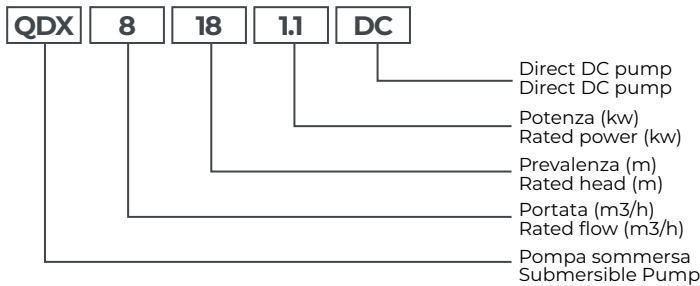 QDX 8 18 1.1 DC
Direct DC pump
Direct DC pump
Potenza (kw)
Rated power (kw)
Prevalenza (m)
Rated head (m)
Portata (m3/h)
Rated flow (m3/h)
Pompa sommersa
Submersible Pump